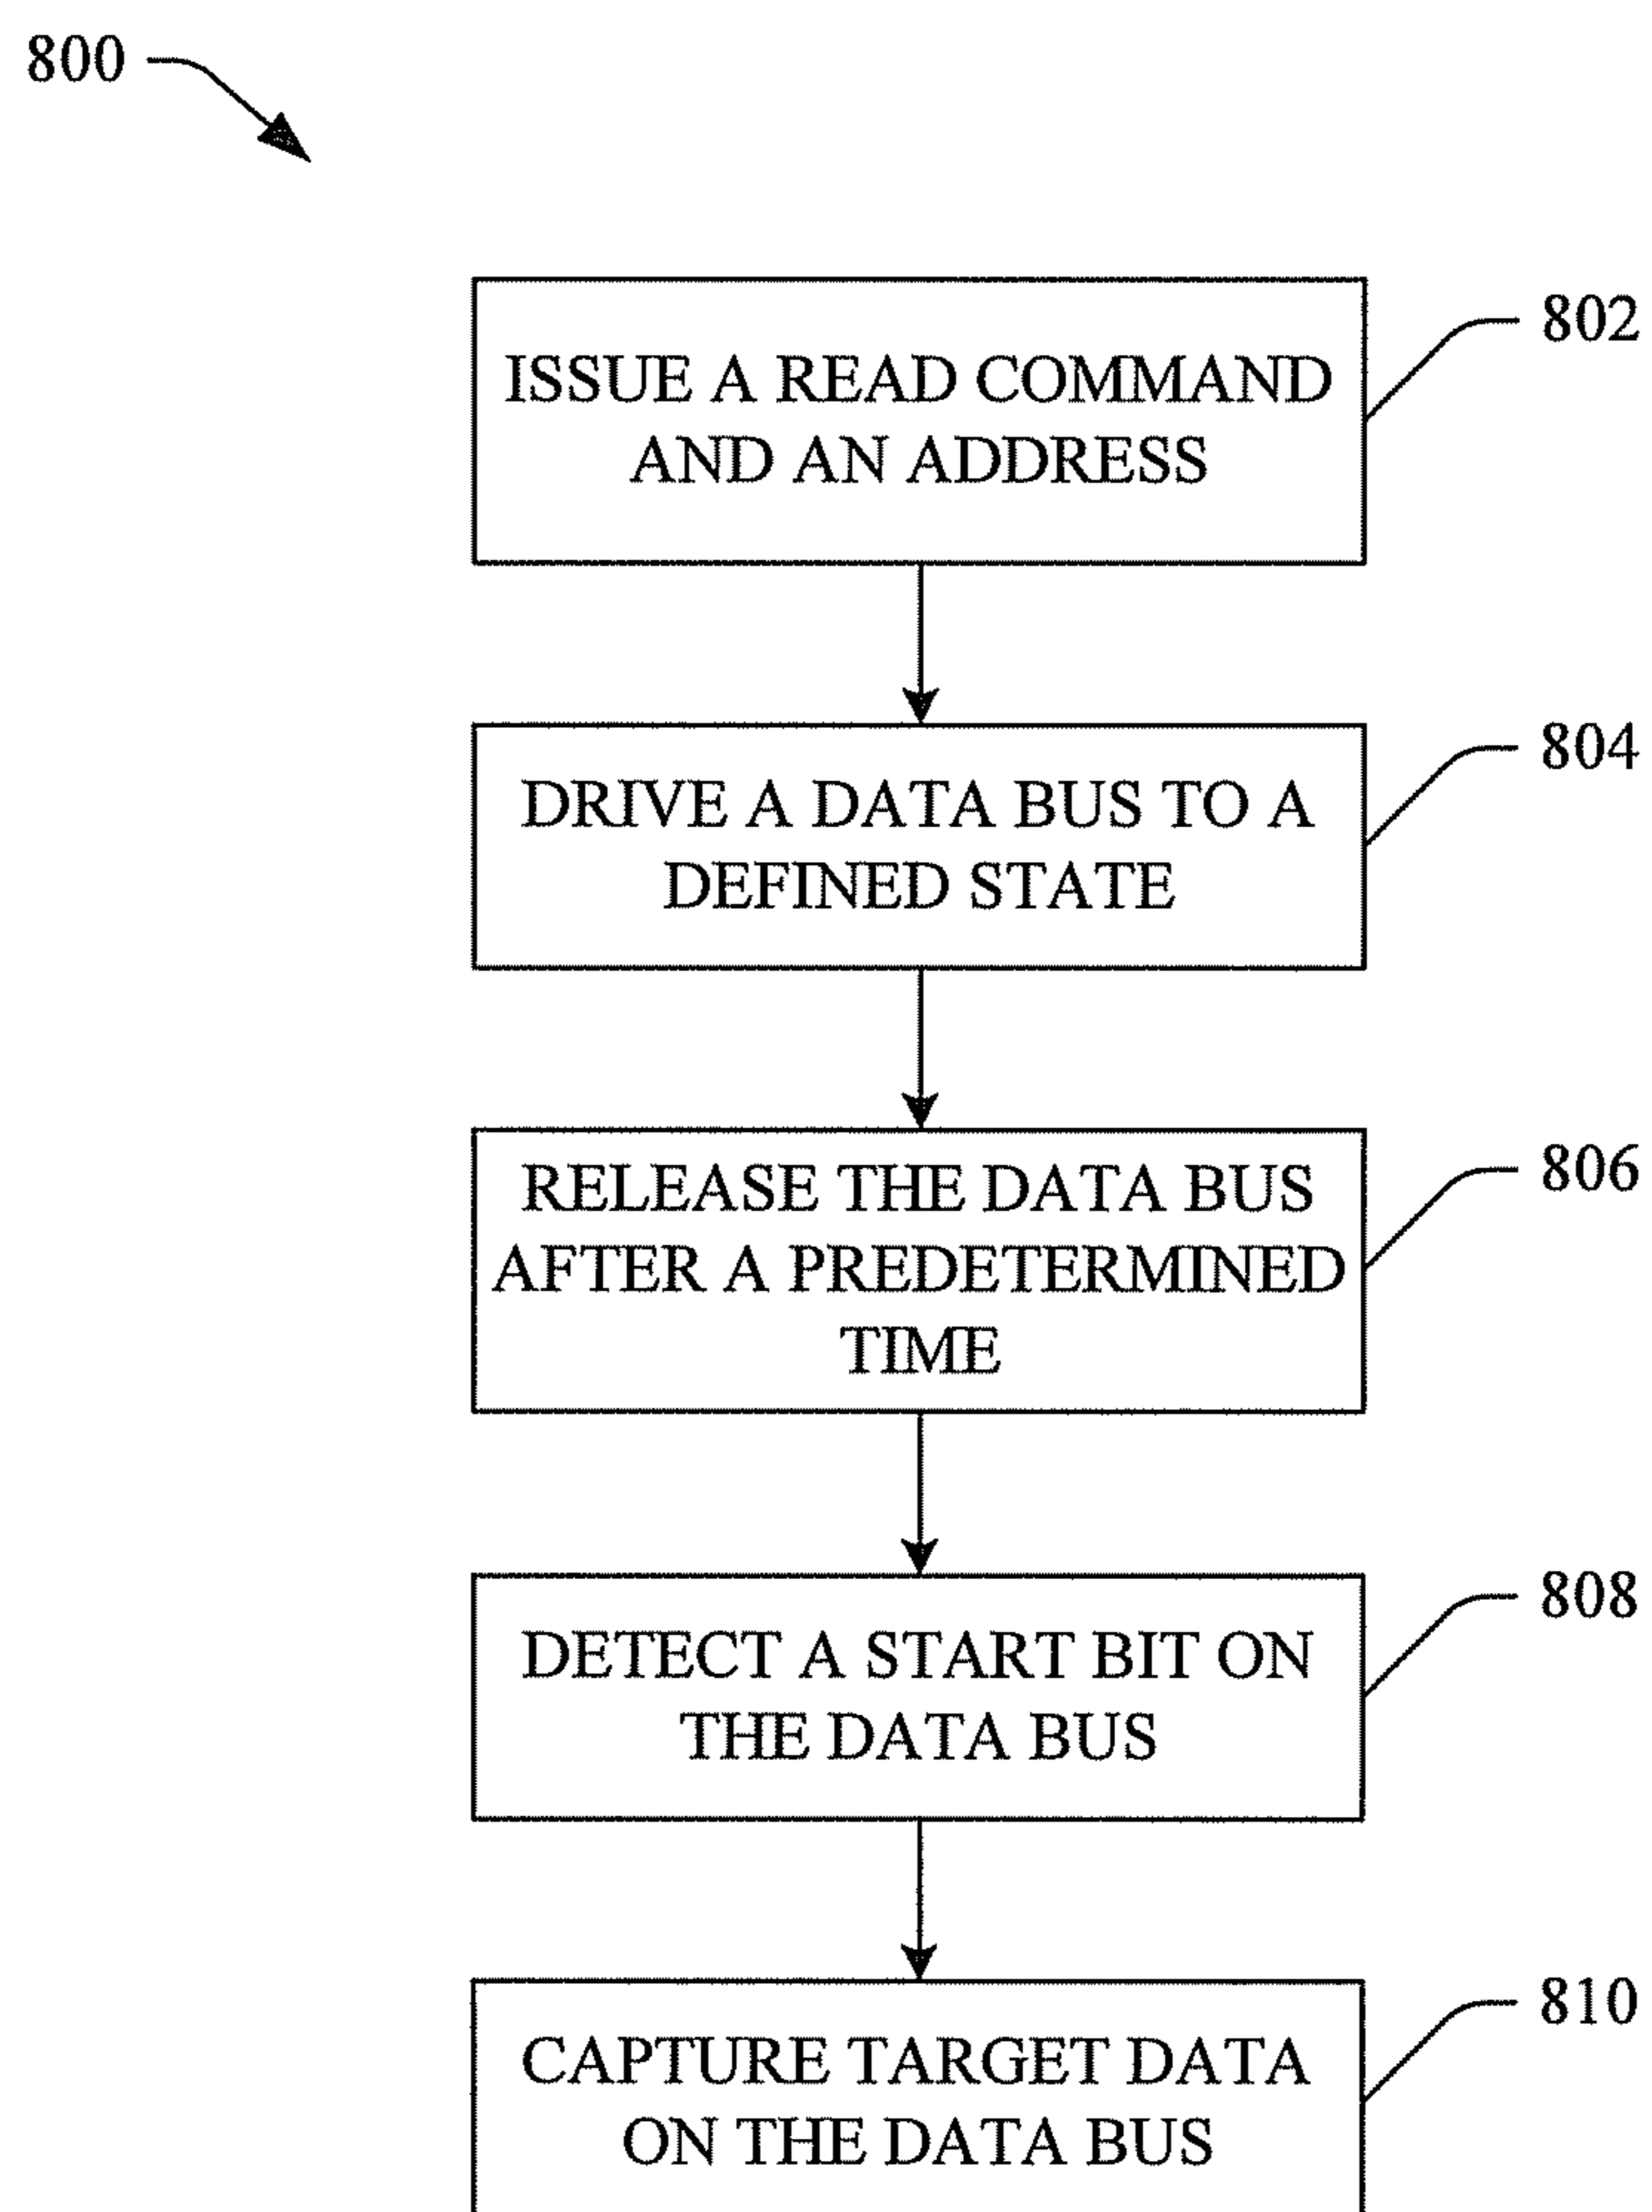 800
802
ISSUE A READ COMMAND
AND AN ADDRESS
804
DRIVE A DATA BUS TO A
DEFINED STATE
806
RELEASE THE DATA BUS
AFTER A PREDETERMINED
TIME
808
DETECT A START BIT ON
THE DATA BUS
810
CAPTURE TARGET DATA
ON THE DATA BUS